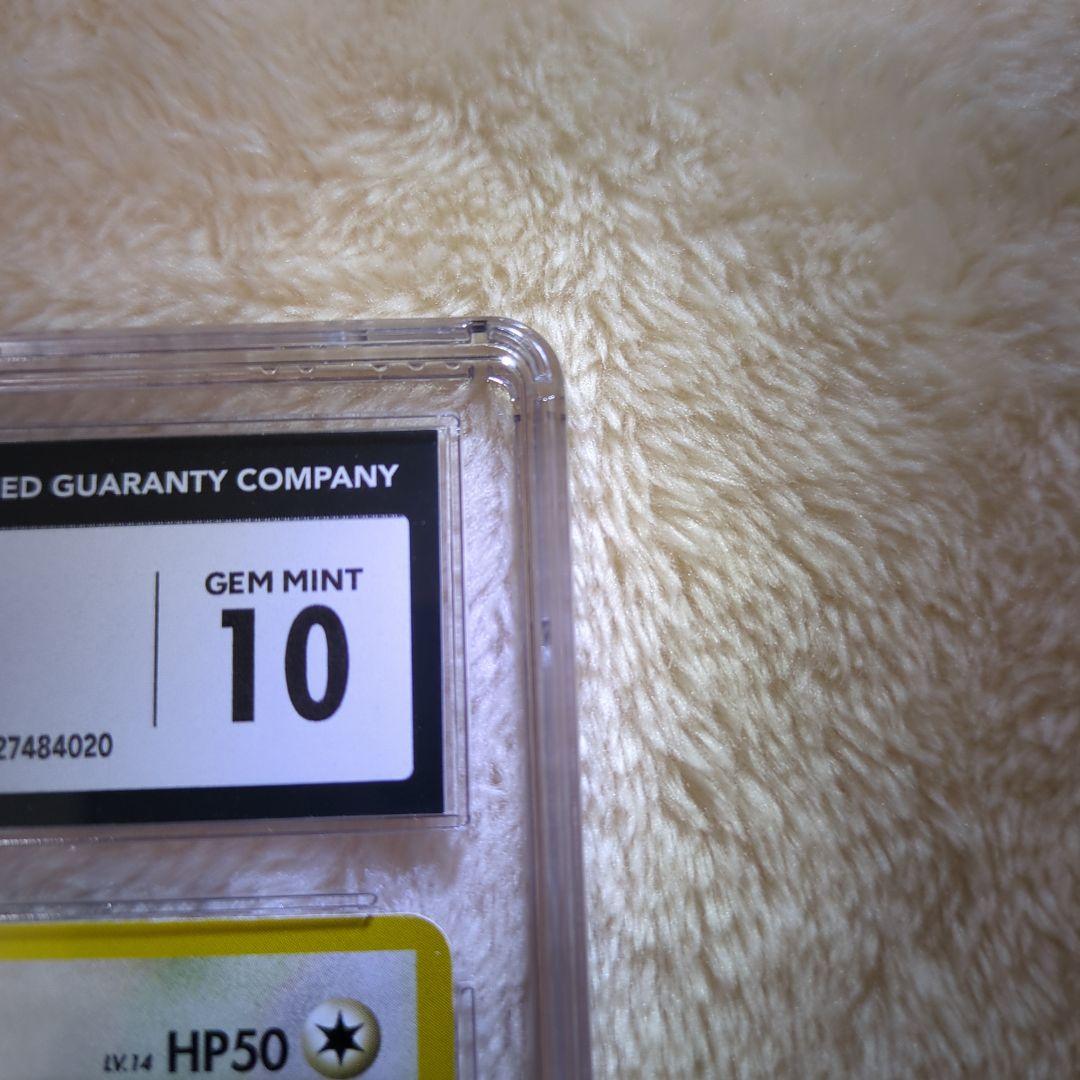 ED GUARANTY COMPANY
GEM MINT
10
27484020
LV.14 HP50